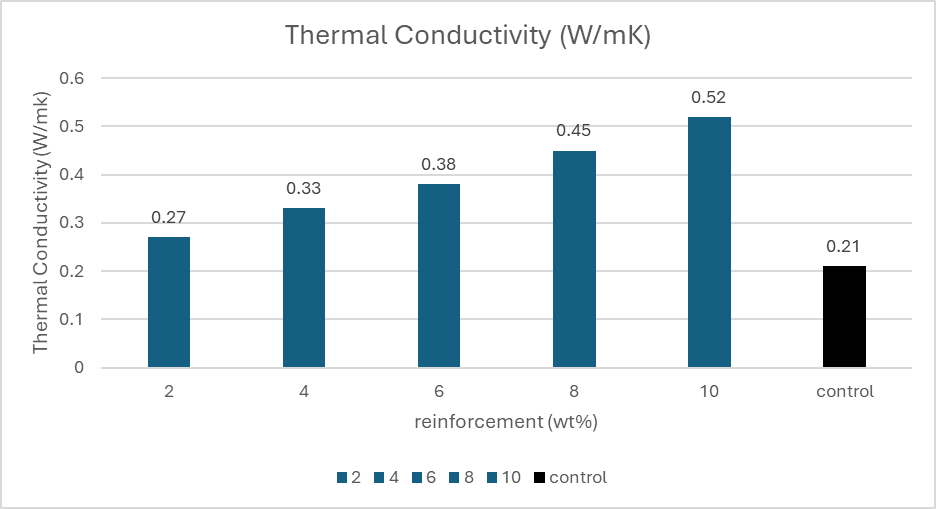 Thermal Conductivity (W/mK)
Thermal Conductivity (W/mk)
0.6
0.5
0.4
0.3
0.2
0.1
0
0.27
0.33
0.38
0.45
0.52
0.21
2 4 6 8 10 control
reinforcement (wt%)
2 4 6 8 10 control